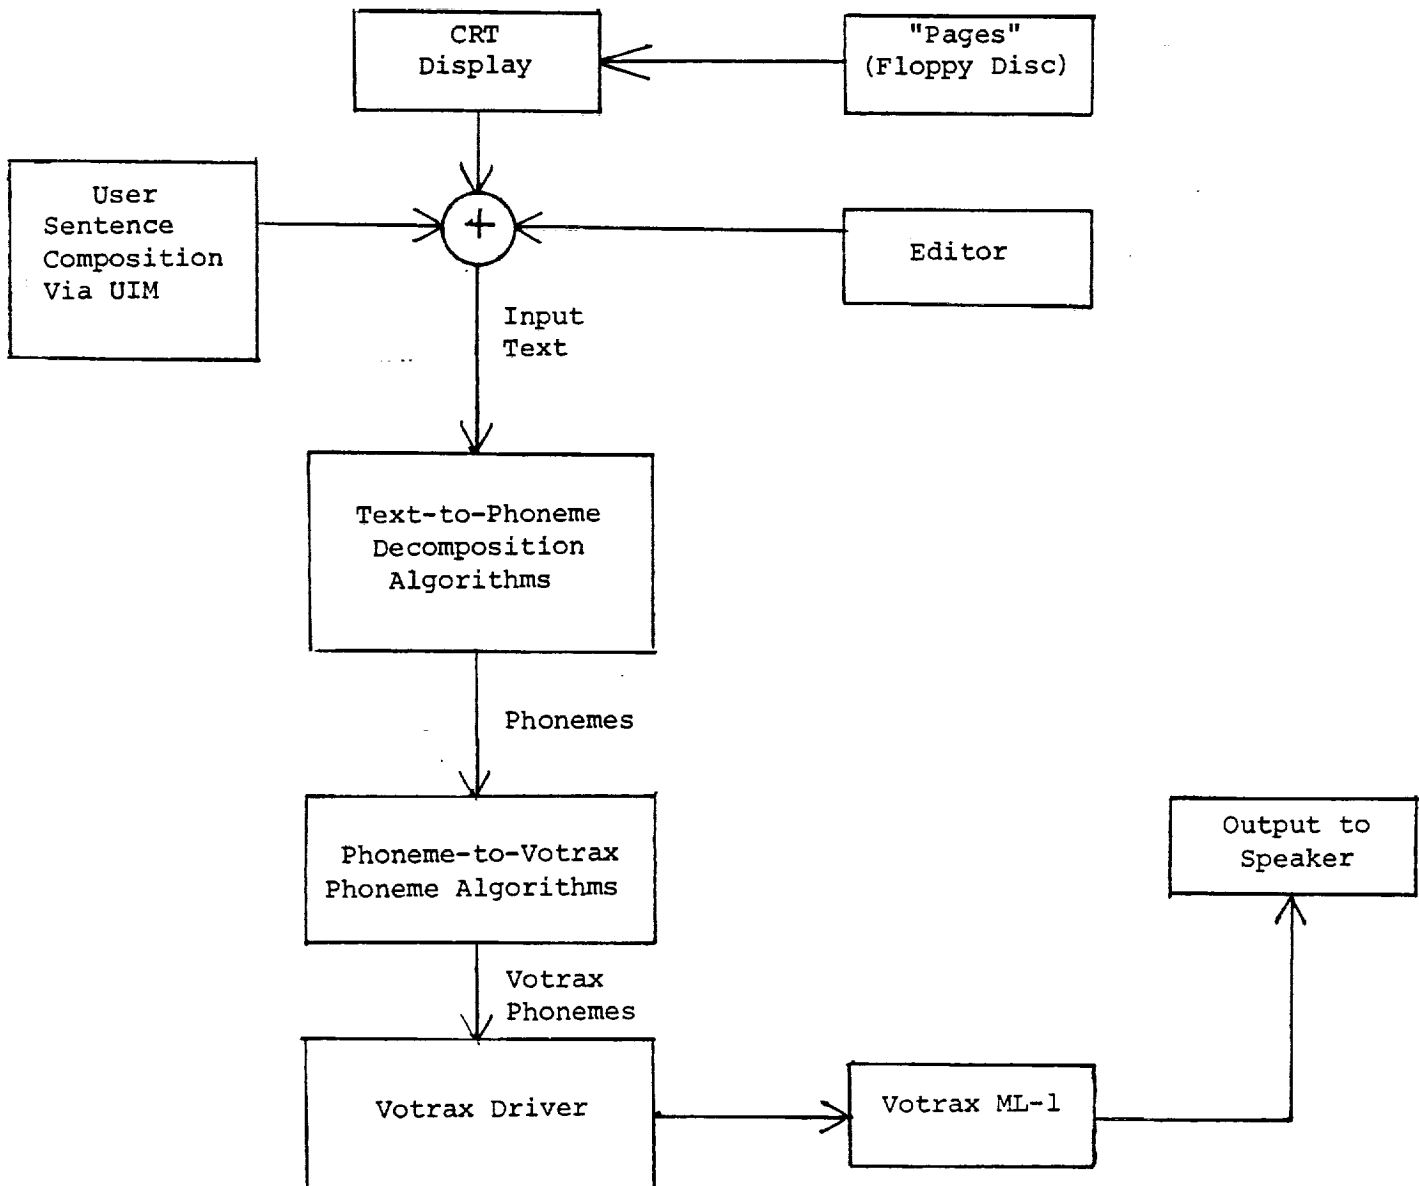 CRT
Display
"Pages"
(Floppy Disc)
User
Sentence
Composition
Via UIM
+
Editor
Input
Text
Text-to-Phoneme
Decomposition
Algorithms
Phonemes
Phoneme-to-Votrax
Phoneme Algorithms
Output to
Speaker
Votrax
Phonemes
Votrax Driver
Votrax ML-1